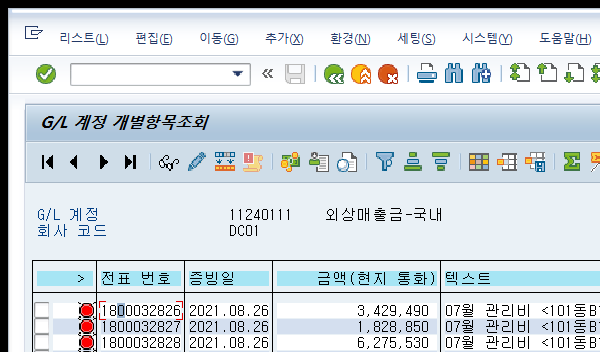 리스트(L) 편집(E) 이동(G) 추가(X) 환경(N) 세팅(S) 시스템(Y) 도움말(H)
G/L 계정 개별항목조회
G/L 계정 11240111 외상매출금-국내
회사 코드 DC01
> 전표 번호 증빙일 금액(현지 통화) 텍스트
1800032826 2021.08.26 3,429,490 07월 관리비 <101동B1
1800032827 2021.08.26 1,828,850 07월 관리비 <101동B1
1800032828 2021.08.26 6,275,530 07월 관리비 <101동B1